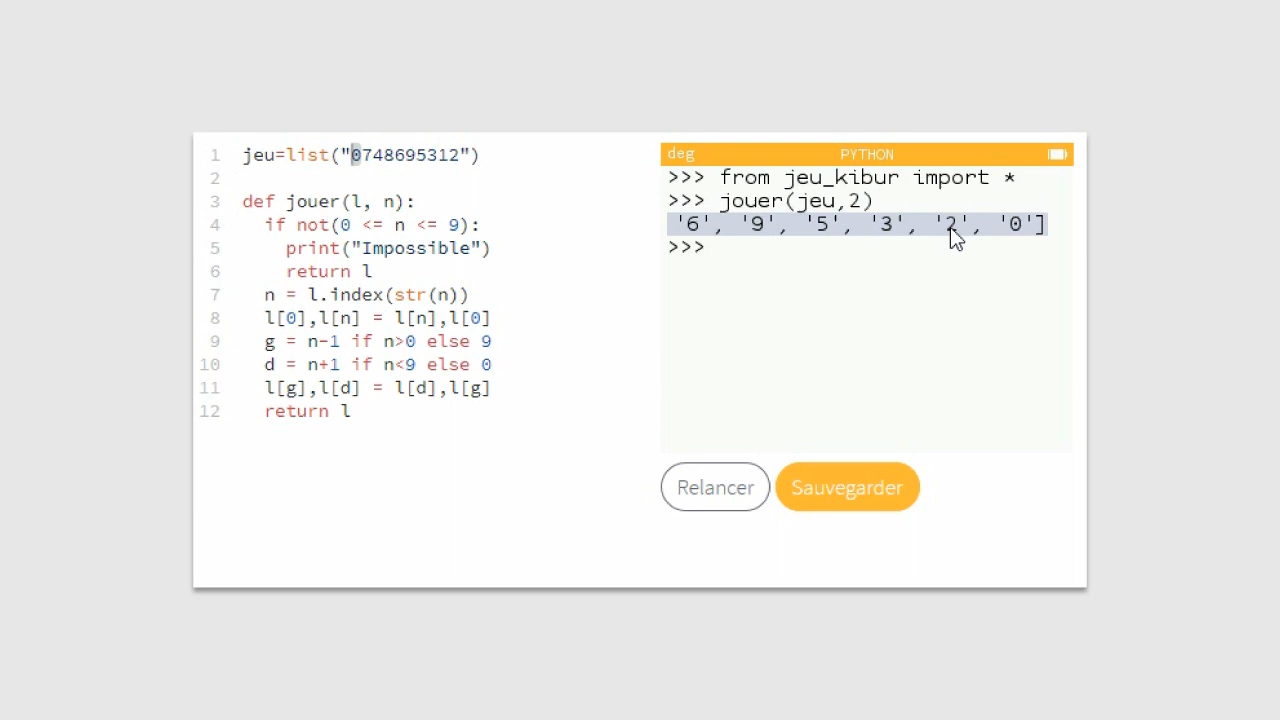 1 jeu=list("0748695312")
2
3 def jouer(l, n):
4 if not(0 <= n <= 9):
5 print("Impossible")
6 return l
7 n = l.index(str(n))
8 l[0],l[n] = l[n],l[0]
9 g = n-1 if n>0 else 9
10 d = n+1 if n<9 else 0
11 l[g],l[d] = l[d],l[g]
12 return l
deg PYTHON
>>> from jeu_kibur import *
>>> jouer(jeu,2)
'6', '9', '5', '3', '2', '0']
>>>
Relancer Sauvegarder